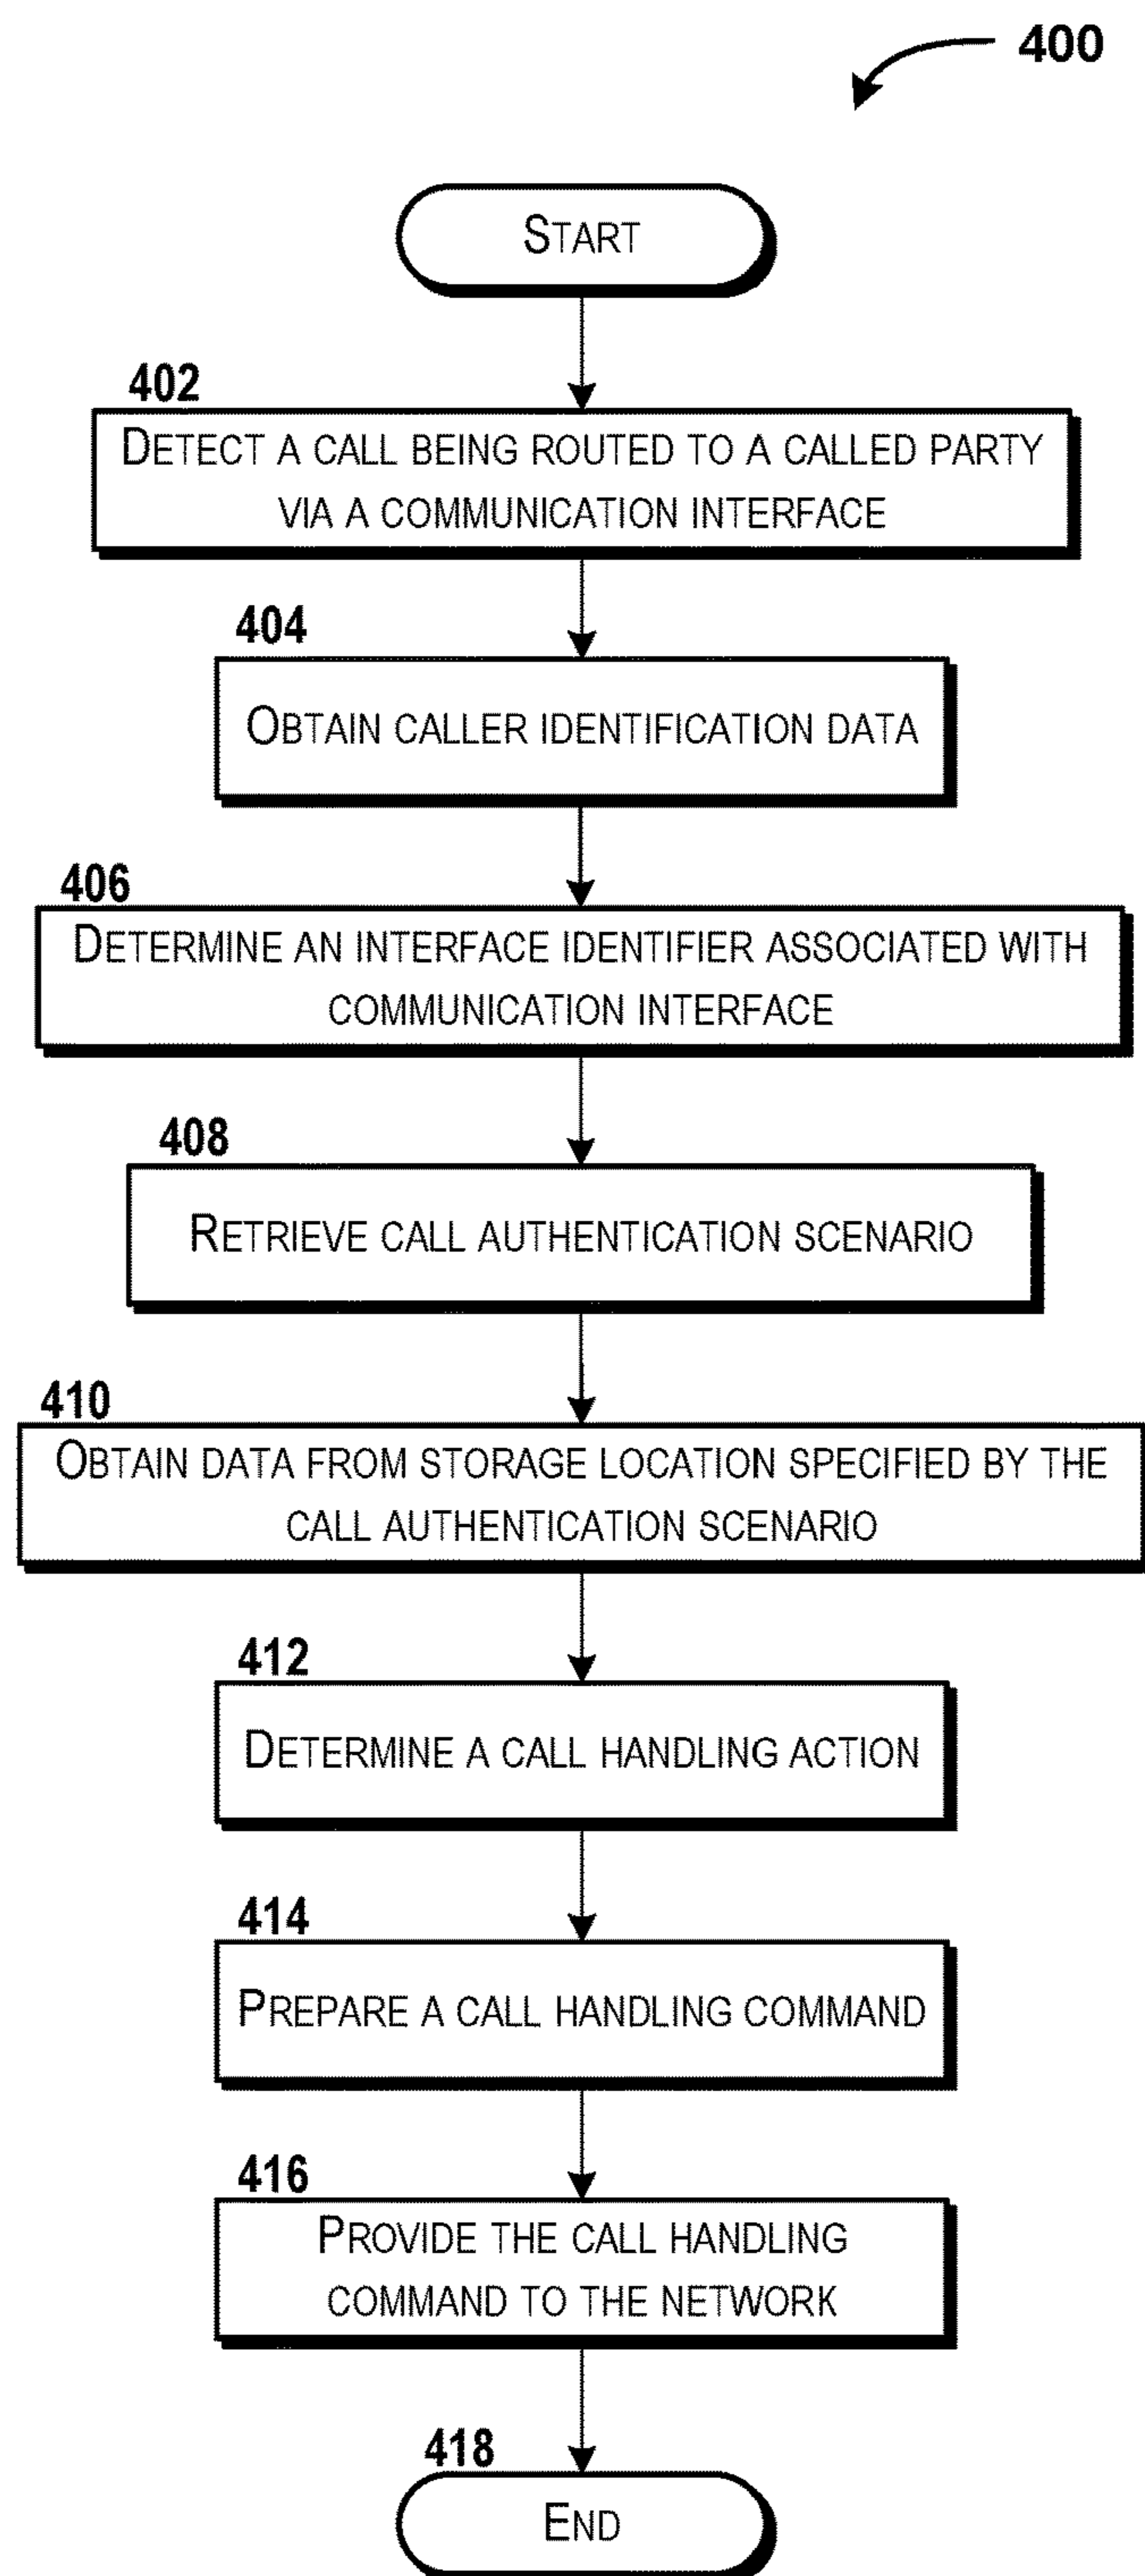 400
START
402
DETECT A CALL BEING ROUTED TO A CALLED PARTY
VIA A COMMUNICATION INTERFACE
404
OBTAIN CALLER IDENTIFICATION DATA
406
DETERMINE AN INTERFACE IDENTIFIER ASSOCIATED WITH
COMMUNICATION INTERFACE
408
RETRIEVE CALL AUTHENTICATION SCENARIO
410
OBTAIN DATA FROM STORAGE LOCATION SPECIFIED BY THE
CALL AUTHENTICATION SCENARIO
412
DETERMINE A CALL HANDLING ACTION
414
PREPARE A CALL HANDLING COMMAND
416
PROVIDE THE CALL HANDLING
COMMAND TO THE NETWORK
418
END